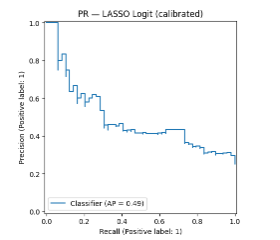 PR — LASSO Logit (calibrated)
Precision (Positive label: 1)
1.0
0.8
0.6
0.4
0.2
0.0
Classifier (AP = 0.49)
0.0 0.2 0.4 0.6 0.8 1.0
Recall (Positive label: 1)